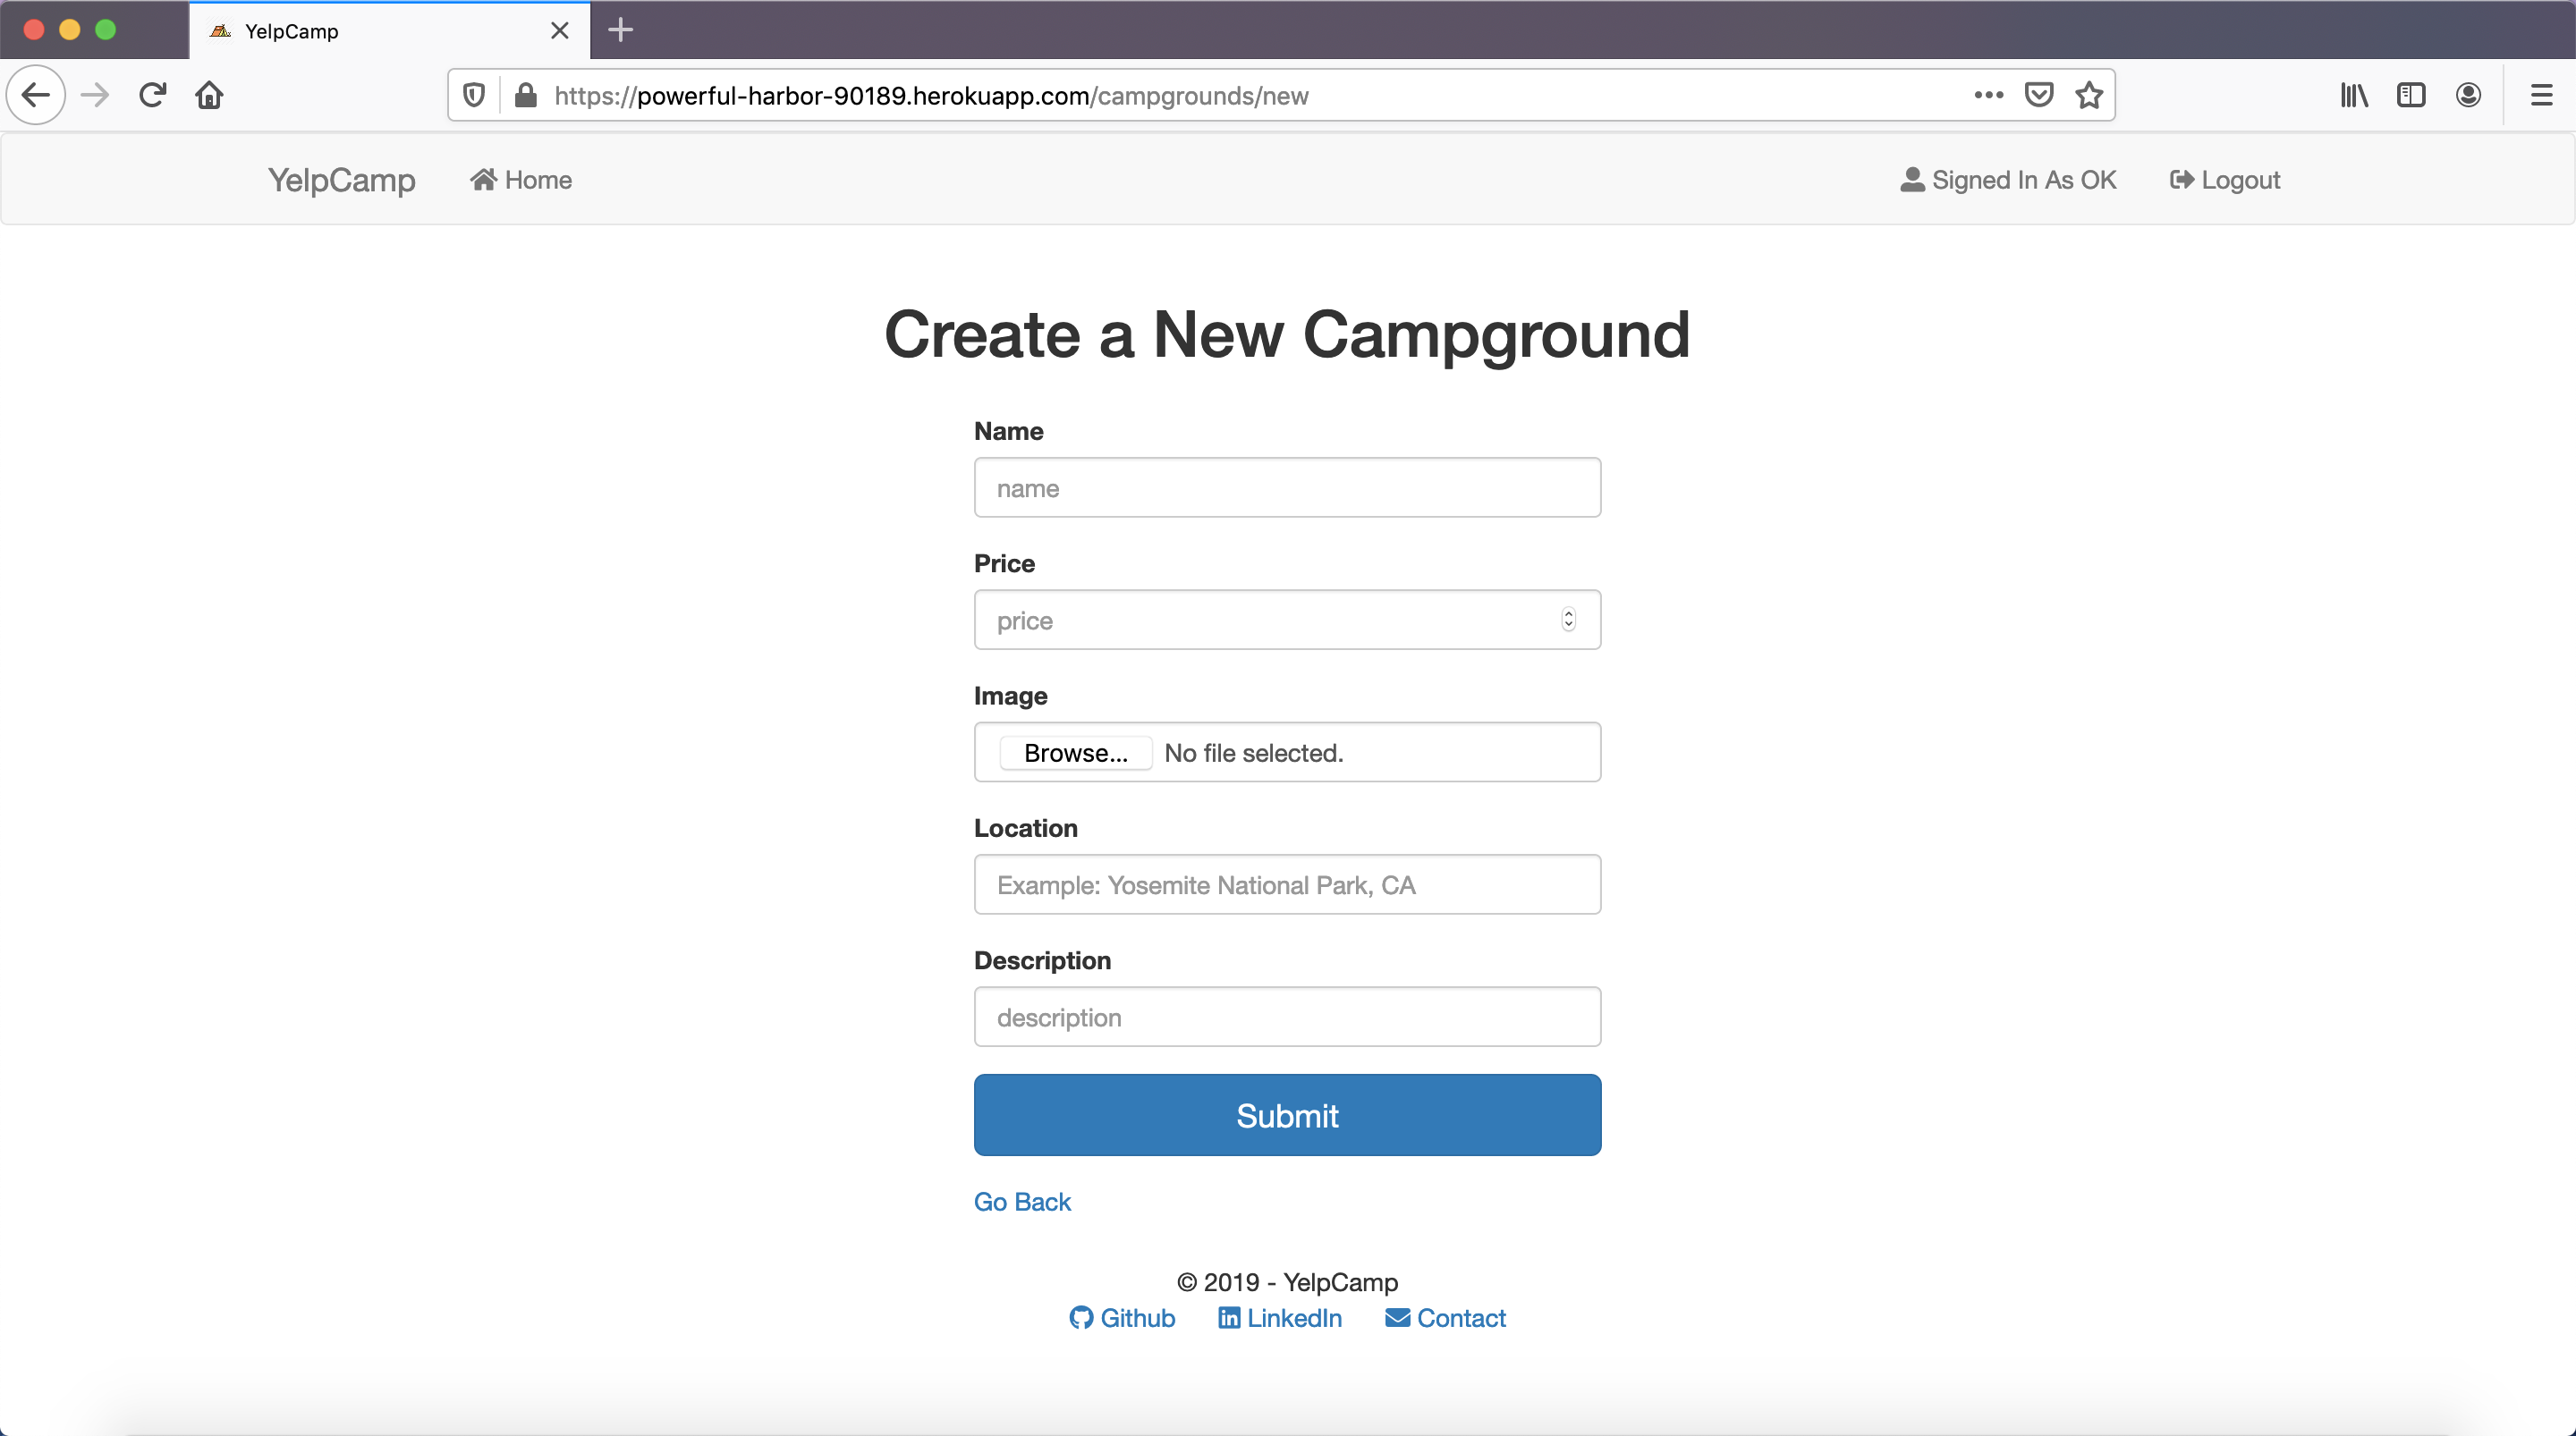 YelpCamp
https://powerful-harbor-90189.herokuapp.com/campgrounds/new
YelpCamp Home Signed In As OK Logout
Create a New Campground
Name
name
Price
price
Image
Browse... No file selected.
Location
Example: Yosemite National Park, CA
Description
description
Submit
Go Back
© 2019 - YelpCamp
Github LinkedIn Contact